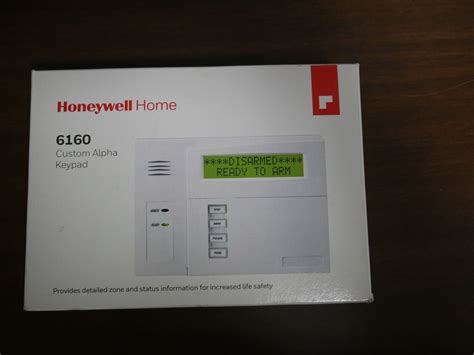 Honeywell Home
6160
Custom Alpha
Keypad
****DISARMED****
READY TO ARM
Provides detailed zone and status information for increased life safety